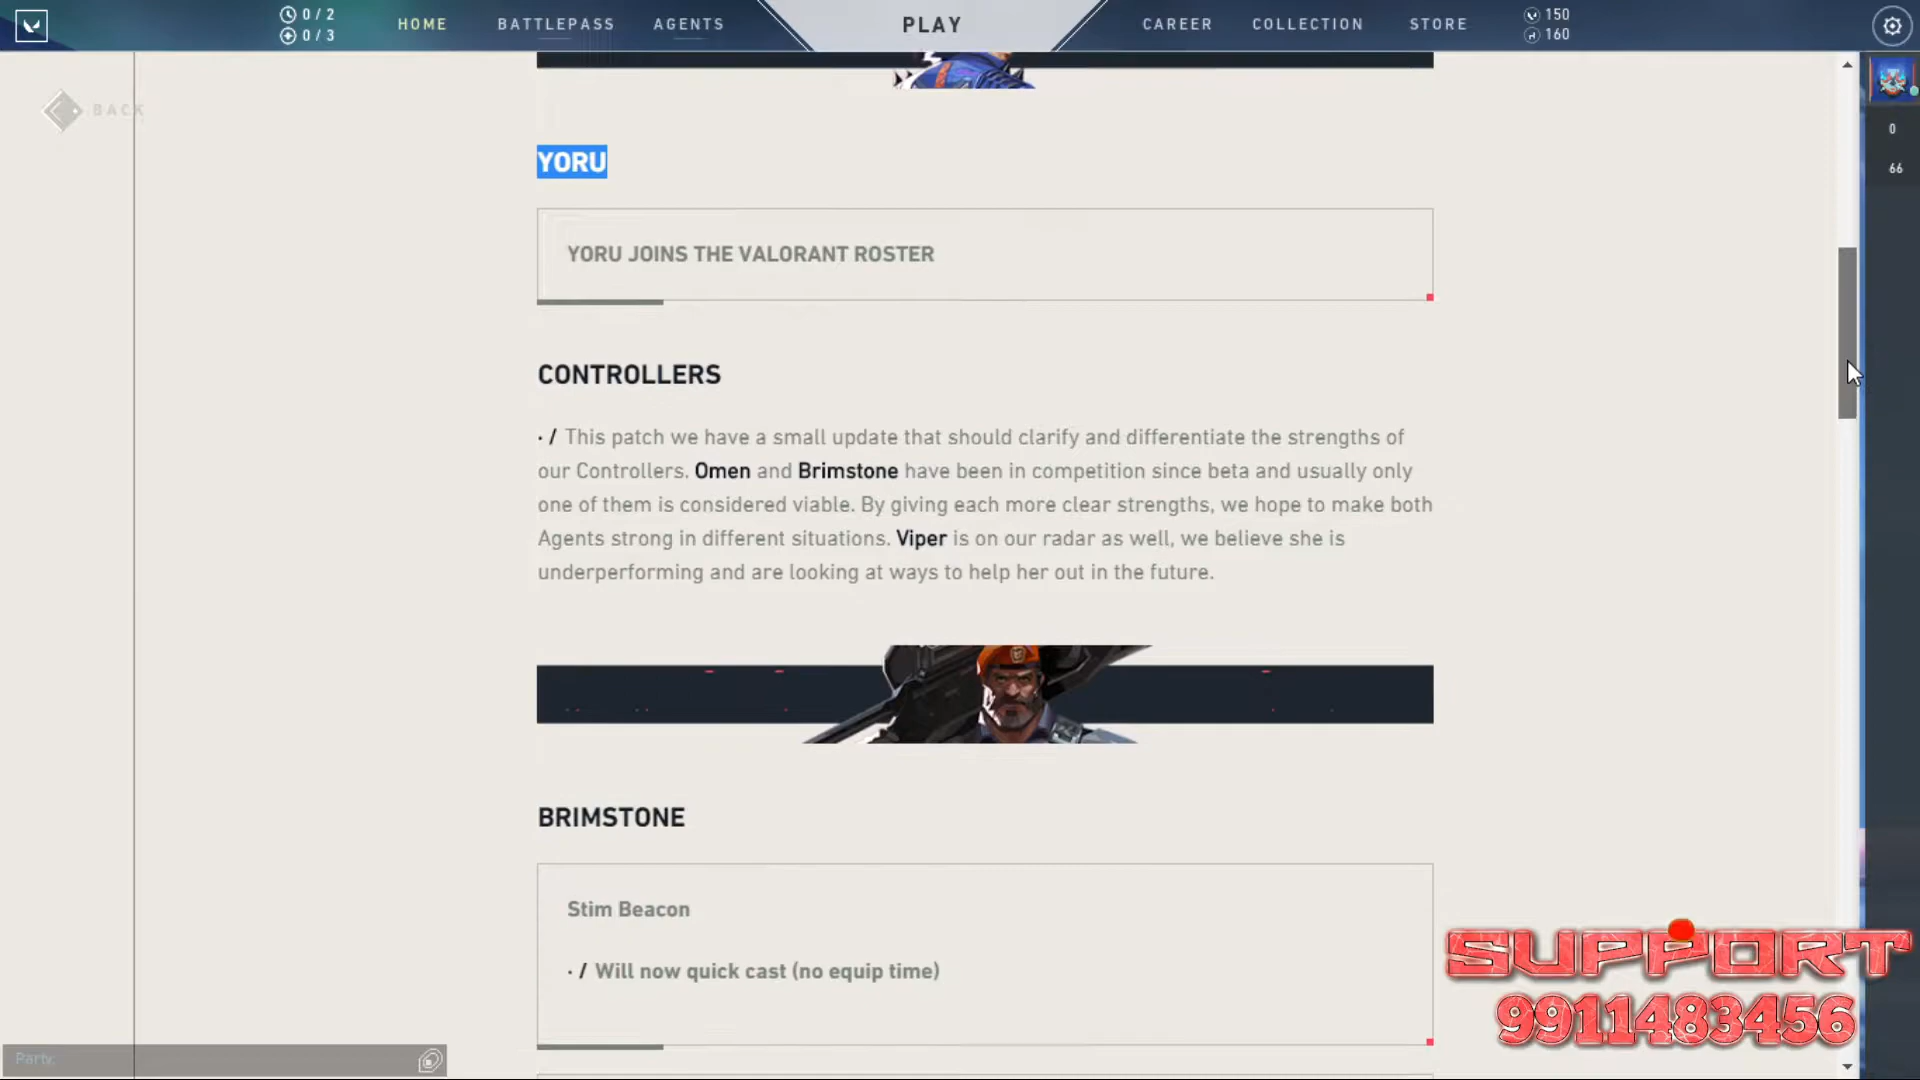 0 / 2
0 / 3
HOME
BATTLEPASS
AGENTS
PLAY
CAREER
COLLECTION
STORE
150
160
BACK
0
66
YORU
YORU JOINS THE VALORANT ROSTER
CONTROLLERS
· / This patch we have a small update that should clarify and differentiate the strengths of
our Controllers. Omen and Brimstone have been in competition since beta and usually only
one of them is considered viable. By giving each more clear strengths, we hope to make both
Agents strong in different situations. Viper is on our radar as well, we believe she is
underperforming and are looking at ways to help her out in the future.
BRIMSTONE
Stim Beacon
· / Will now quick cast (no equip time)
SUPPORT
9911483456
Party: